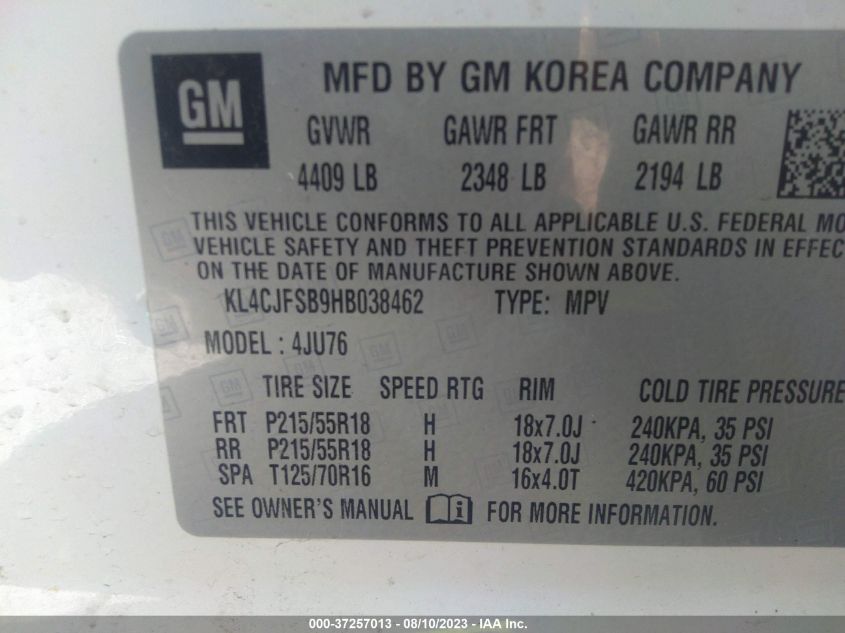 GM
MFD BY GM KOREA COMPANY
GVWR GAWR FRT GAWR RR
4409 LB 2348 LB 2194 LB
THIS VEHICLE CONFORMS TO ALL APPLICABLE U.S. FEDERAL MO
VEHICLE SAFETY AND THEFT PREVENTION STANDARDS IN EFFEC
ON THE DATE OF MANUFACTURE SHOWN ABOVE.
KL4CJFSB9HB038462 TYPE: MPV
MODEL : 4JU76
TIRE SIZE SPEED RTG RIM COLD TIRE PRESSURE
FRT P215/55R18 H 18x7.0J 240KPA, 35 PSI
RR P215/55R18 H 18x7.0J 240KPA, 35 PSI
SPA T125/70R16 M 16x4.0T 420KPA, 60 PSI
SEE OWNER'S MANUAL i FOR MORE INFORMATION.
000-37257013 - 08/10/2023 - IAA Inc.